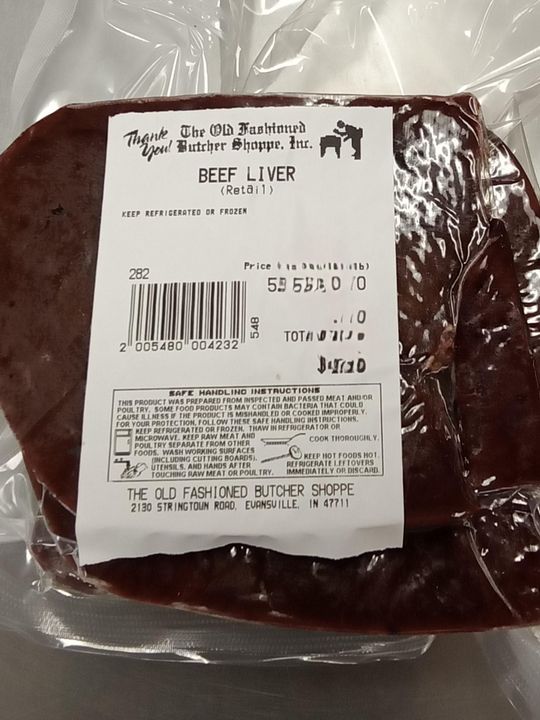 Thank You!
The Old Fashioned
Butcher Shoppe, Inc.
BEEF LIVER
(Retail)
KEEP REFRIGERATED OR FROZEN
Price
282
548
2 005480 004232
SAFE HANDLING INSTRUCTIONS
THIS PRODUCT WAS PREPARED FROM INSPECTED AND PASSED MEAT AND/OR
POULTRY. SOME FOOD PRODUCTS MAY CONTAIN BACTERIA THAT COULD
CAUSE ILLNESS IF THE PRODUCT IS MISHANDLED OR COOKED IMPROPERLY.
FOR YOUR PROTECTION, FOLLOW THESE SAFE HANDLING INSTRUCTIONS.
KEEP REFRIGERATED OR FROZEN. THAW IN REFRIGERATOR OR
MICROWAVE. KEEP RAW MEAT AND
POULTRY SEPARATE FROM OTHER
FOODS. WASH WORKING SURFACES
(INCLUDING CUTTING BOARDS),
UTENSILS, AND HANDS AFTER
TOUCHING RAW MEAT OR POULTRY.
COOK THOROUGHLY.
KEEP HOT FOODS HOT.
REFRIGERATE LEFTOVERS
IMMEDIATELY OR DISCARD.
THE OLD FASHIONED BUTCHER SHOPPE
2130 STRINGTOWN ROAD, EVANSVILLE, IN 47711